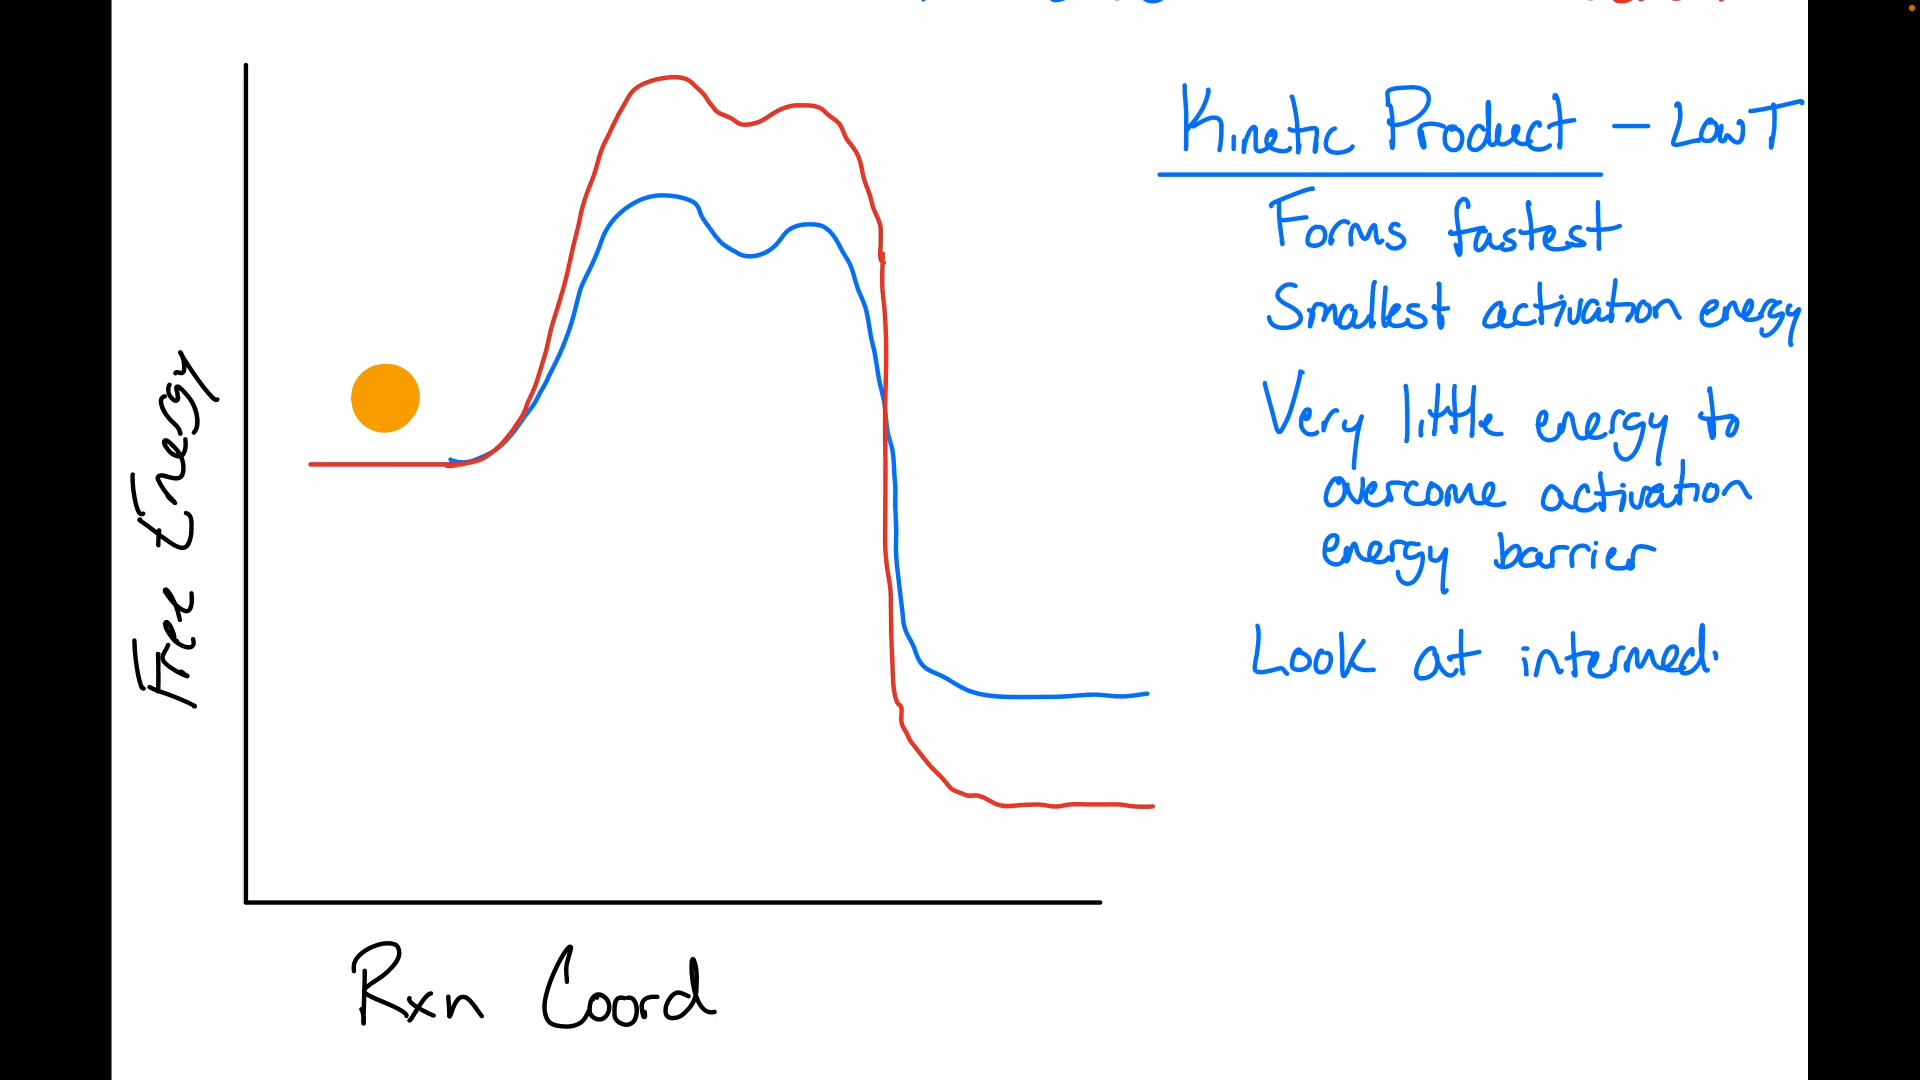 Kinetic Product - Low T
Forms fastest
Smallest activation energy
Very little energy to
overcome activation
energy barrier
Look at intermed.
Free Energy
Rxn Coord